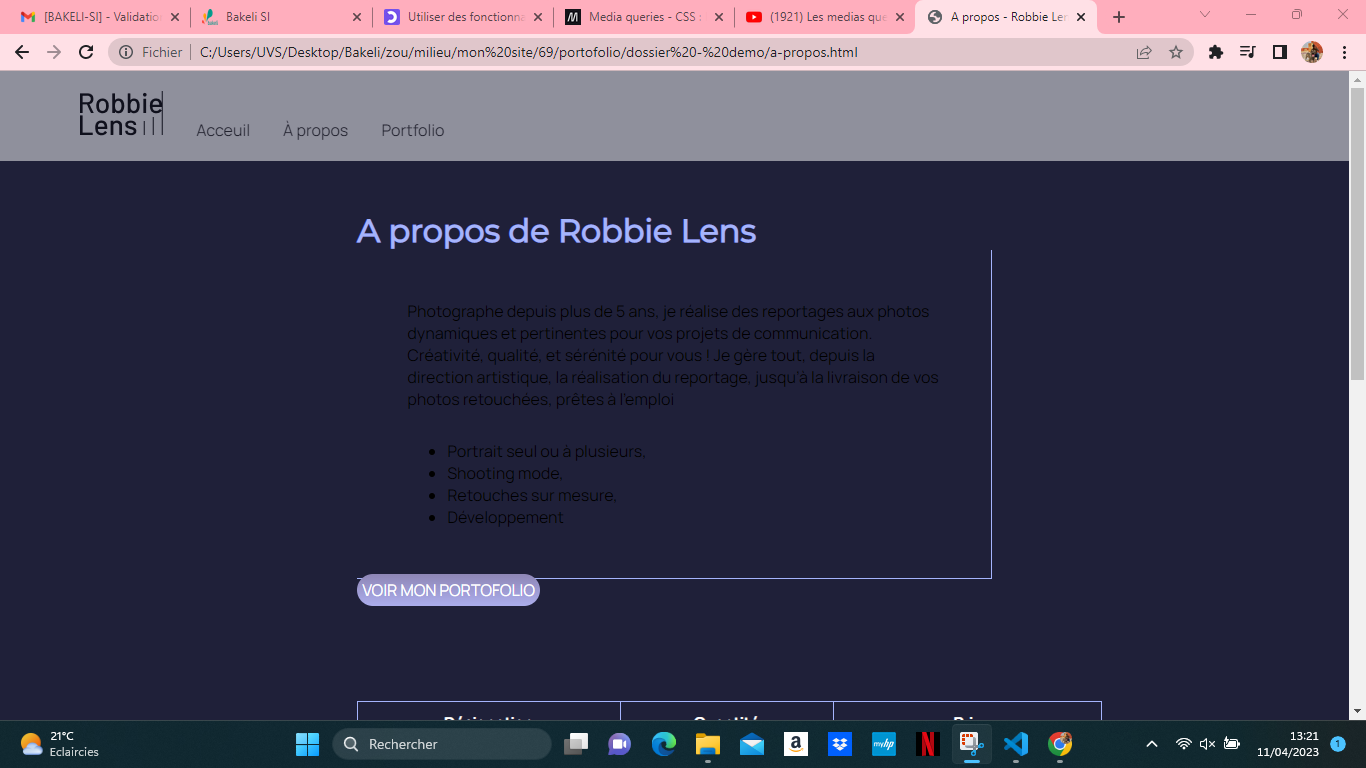 [BAKELI-SI] - Validation
Bakeli SI
Utiliser des fonctionna
Media queries - CSS :
(1921) Les medias que
A propos - Robbie Len
Fichier
C:/Users/UVS/Desktop/Bakeli/zou/milieu/mon%20site/69/portofolio/dossier%20-%20demo/a-propos.html
Robbie
Lens
Acceuil
À propos
Portfolio
A propos de Robbie Lens
Photographe depuis plus de 5 ans, je réalise des reportages aux photos
dynamiques et pertinentes pour vos projets de communication.
Créativité, qualité, et sérénité pour vous ! Je gère tout, depuis la
direction artistique, la réalisation du reportage, jusqu'à la livraison de vos
photos retouchées, prêtes à l'emploi
Portrait seul ou à plusieurs,
Shooting mode,
Retouches sur mesure,
Développement
VOIR MON PORTOFOLIO
21°C
Eclaircies
Rechercher
a
myhp
N
13:21
11/04/2023
1